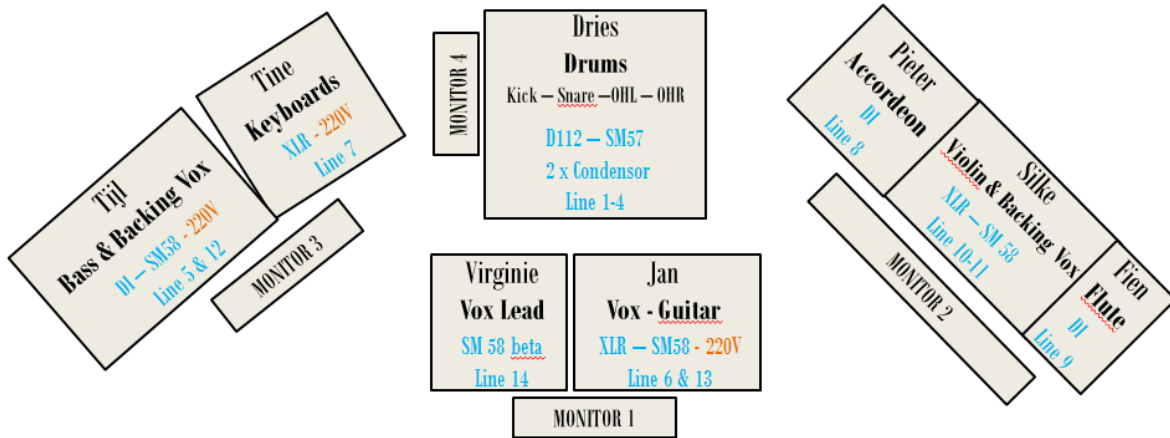 Tine
Keyboards
XLR - 220V
Line 7
Tijl
Bass & Backing Vox
DI – SM58 - 220V
Line 5 & 12
MONITOR 3
MONITOR 4
Dries
Drums
Kick – Snare –OHL – OHR
D112 – SM57
2 x Condensor
Line 1-4
Virginie
Vox Lead
SM 58 beta
Line 14
Jan
Vox - Guitar
XLR – SM58 - 220V
Line 6 & 13
MONITOR 1
Pieter
Accordeon
DI
Line 8
Silke
Violin & Backing Vox
XLR – SM 58
Line 10-11
Fien
Flute
DI
Line 9
MONITOR 2